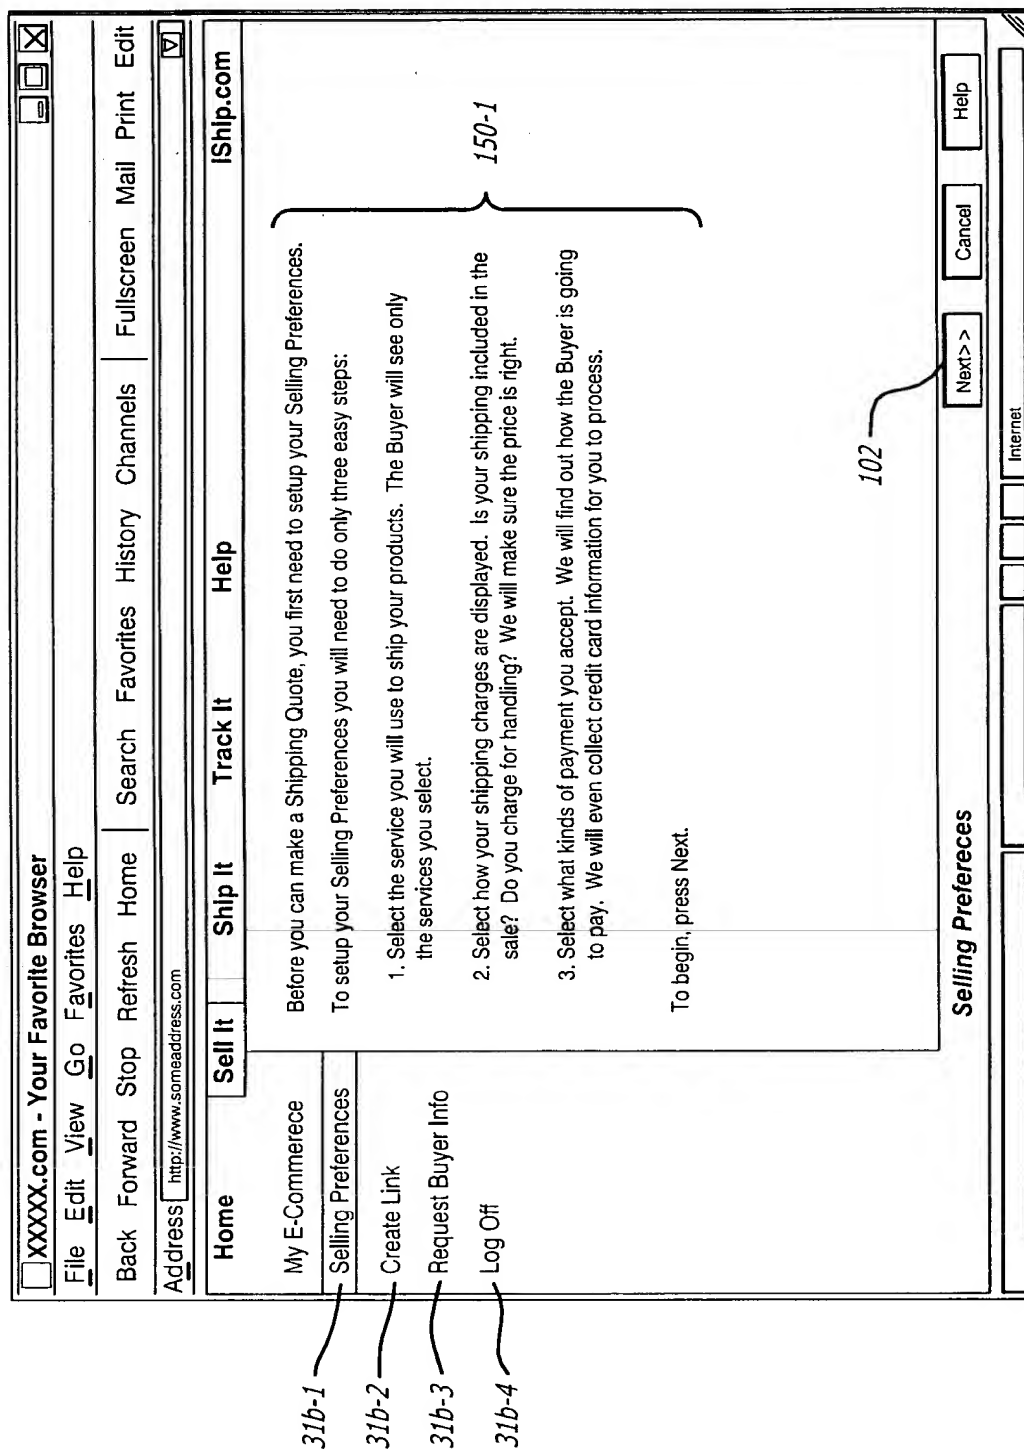 XXXXX.com - Your Favorite Browser
File Edit View Go Favorites Help
Back Forward Stop Refresh Home Search Favorites History Channels Fullscreen Mail Print Edit
Address http://www.someaddress.com
Home Sell It Ship It Track It Help IShip.com
My E-Commerece
31b-1 Selling Preferences
31b-2 Create Link
31b-3 Request Buyer Info
31b-4 Log Off
Before you can make a Shipping Quote, you first need to setup your Selling Preferences.
To setup your Selling Preferences you will need to do only three easy steps:
1. Select the service you will use to ship your products. The Buyer will see only
the services you select.
2. Select how your shipping charges are displayed. Is your shipping included in the
sale? Do you charge for handling? We will make sure the price is right.
3. Select what kinds of payment you accept. We will find out how the Buyer is going
to pay. We will even collect credit card information for you to process.
To begin, press Next.
150-1
102
Selling Prefereces
Next>> Cancel Help
Internet